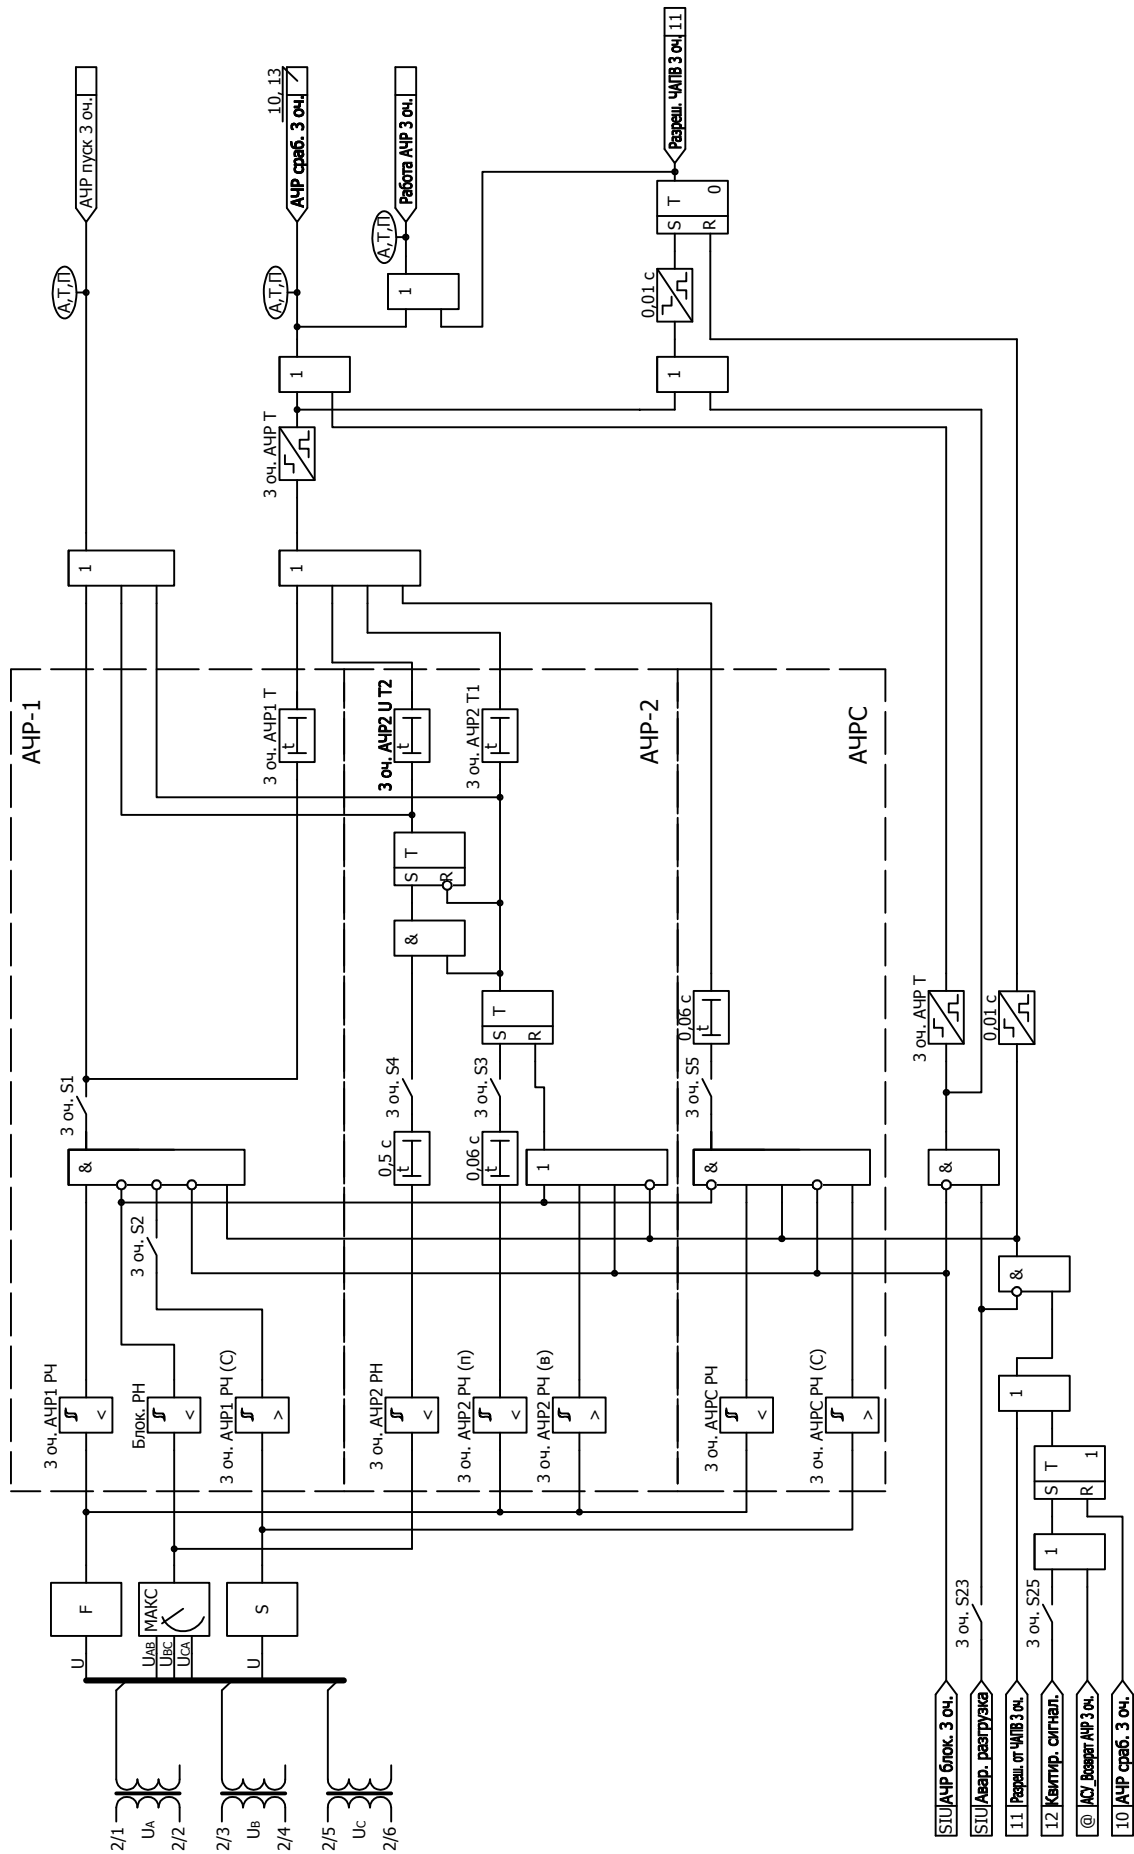 2/1
UA
2/2
2/3
UB
2/4
2/5
UC
2/6
U
UAB
UBC
UCA
U
F
МАКС
S
3 оч. АЧР1 РЧ
<
Блок. РН
<
3 оч. АЧР1 РЧ (С)
>
3 оч. АЧР2 РН
<
3 оч. АЧР2 РЧ (п)
<
3 оч. АЧР2 РЧ (в)
>
3 оч. АЧРС РЧ
<
3 оч. АЧРС РЧ (С)
>
3 оч. S2
&
3 оч. S1
0,5 с
t
3 оч. S4
0,06 с
t
3 оч. S3
1
&
3 оч. S5
0,06 с
t
S T
R
&
S T
R
АЧР-1
3 оч. АЧР1 Т
t
3 оч. АЧР2 U Т2
t
3 оч. АЧР2 Т1
t
АЧР-2
АЧРС
1
1
3 оч. АЧР Т
1
1
0,01 с
S T
R 0
1
А,Т,П
А,Т,П
А,Т,П
АЧР пуск 3 оч.
АЧР сраб. 3 оч.
10, 13
Работа АЧР 3 оч.
Разреш. ЧАПВ 3 оч. 11
SIU АЧР блок. 3 оч.
SIU Авар. разгрузка
11 Разреш. от ЧАПВ 3 оч.
12 Квитир. сигнал.
@ АСУ_Возврат АЧР 3 оч.
10 АЧР сраб. 3 оч.
3 оч. S23
3 оч. S25
1
S T
R 1
1
&
&
3 оч. АЧР Т
0,01 с